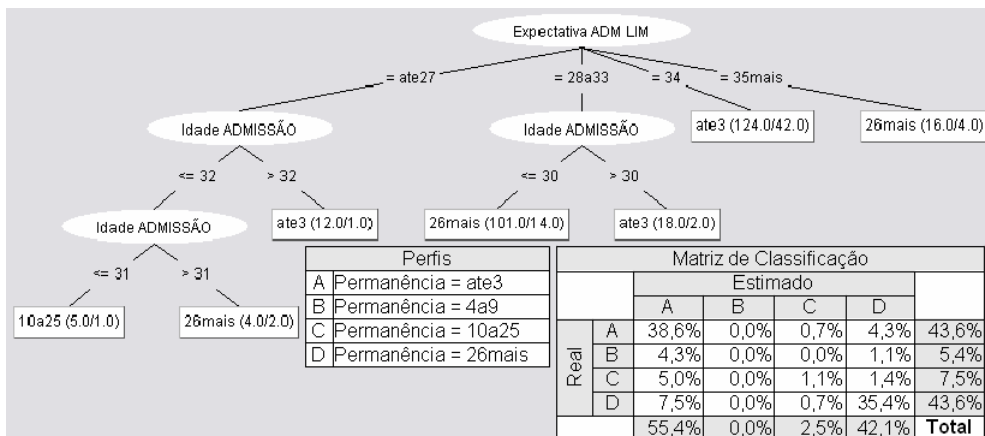 Expectativa ADM LIM
= ate27
= 28a33
= 34
= 35mais
Idade ADMISSÃO
Idade ADMISSÃO
ate3 (124.0/42.0)
26mais (16.0/4.0)
<= 32
> 32
<= 30
> 30
Idade ADMISSÃO
ate3 (12.0/1.0)
26mais (101.0/14.0)
ate3 (18.0/2.0)
<= 31
> 31
10a25 (5.0/1.0)
26mais (4.0/2.0)
Perfis
A Permanência = ate3
B Permanência = 4a9
C Permanência = 10a25
D Permanência = 26mais
Matriz de Classificação
Estimado
A B C D
Real
A 38,6% 0,0% 0,7% 4,3% 43,6%
B 4,3% 0,0% 0,0% 1,1% 5,4%
C 5,0% 0,0% 1,1% 1,4% 7,5%
D 7,5% 0,0% 0,7% 35,4% 43,6%
55,4% 0,0% 2,5% 42,1% Total